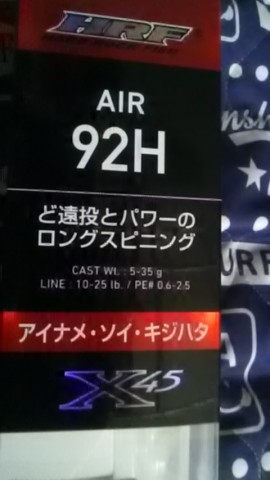 HRF
AIR
92H
ど遠投とパワーの
ロングスピニング
CAST Wt. : 5-35 g
LINE : 10-25 lb. / PE# 0.6-2.5
アイナメ・ソイ・キジハタ
X45
URF